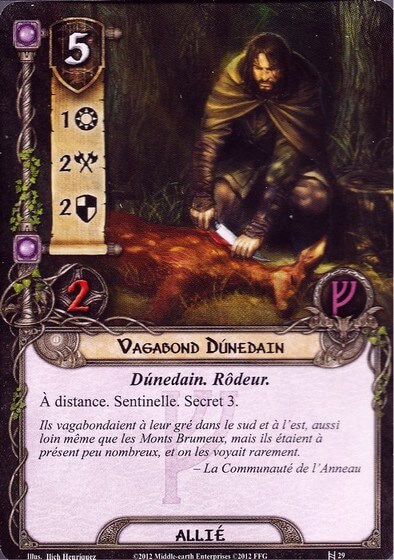 5
1
2
2
2
VAGABOND DÚNEDAIN
Dúnedain. Rôdeur.
À distance. Sentinelle. Secret 3.
Ils vagabondaient à leur gré dans le sud et à l'est, aussi
loin même que les Monts Brumeux, mais ils étaient à
présent peu nombreux, et on les voyait rarement.
– La Communauté de l'Anneau
ALLIÉ
Illus. Hich Henriquez ©2012 Middle-earth Enterprises ©2012 FFG 29